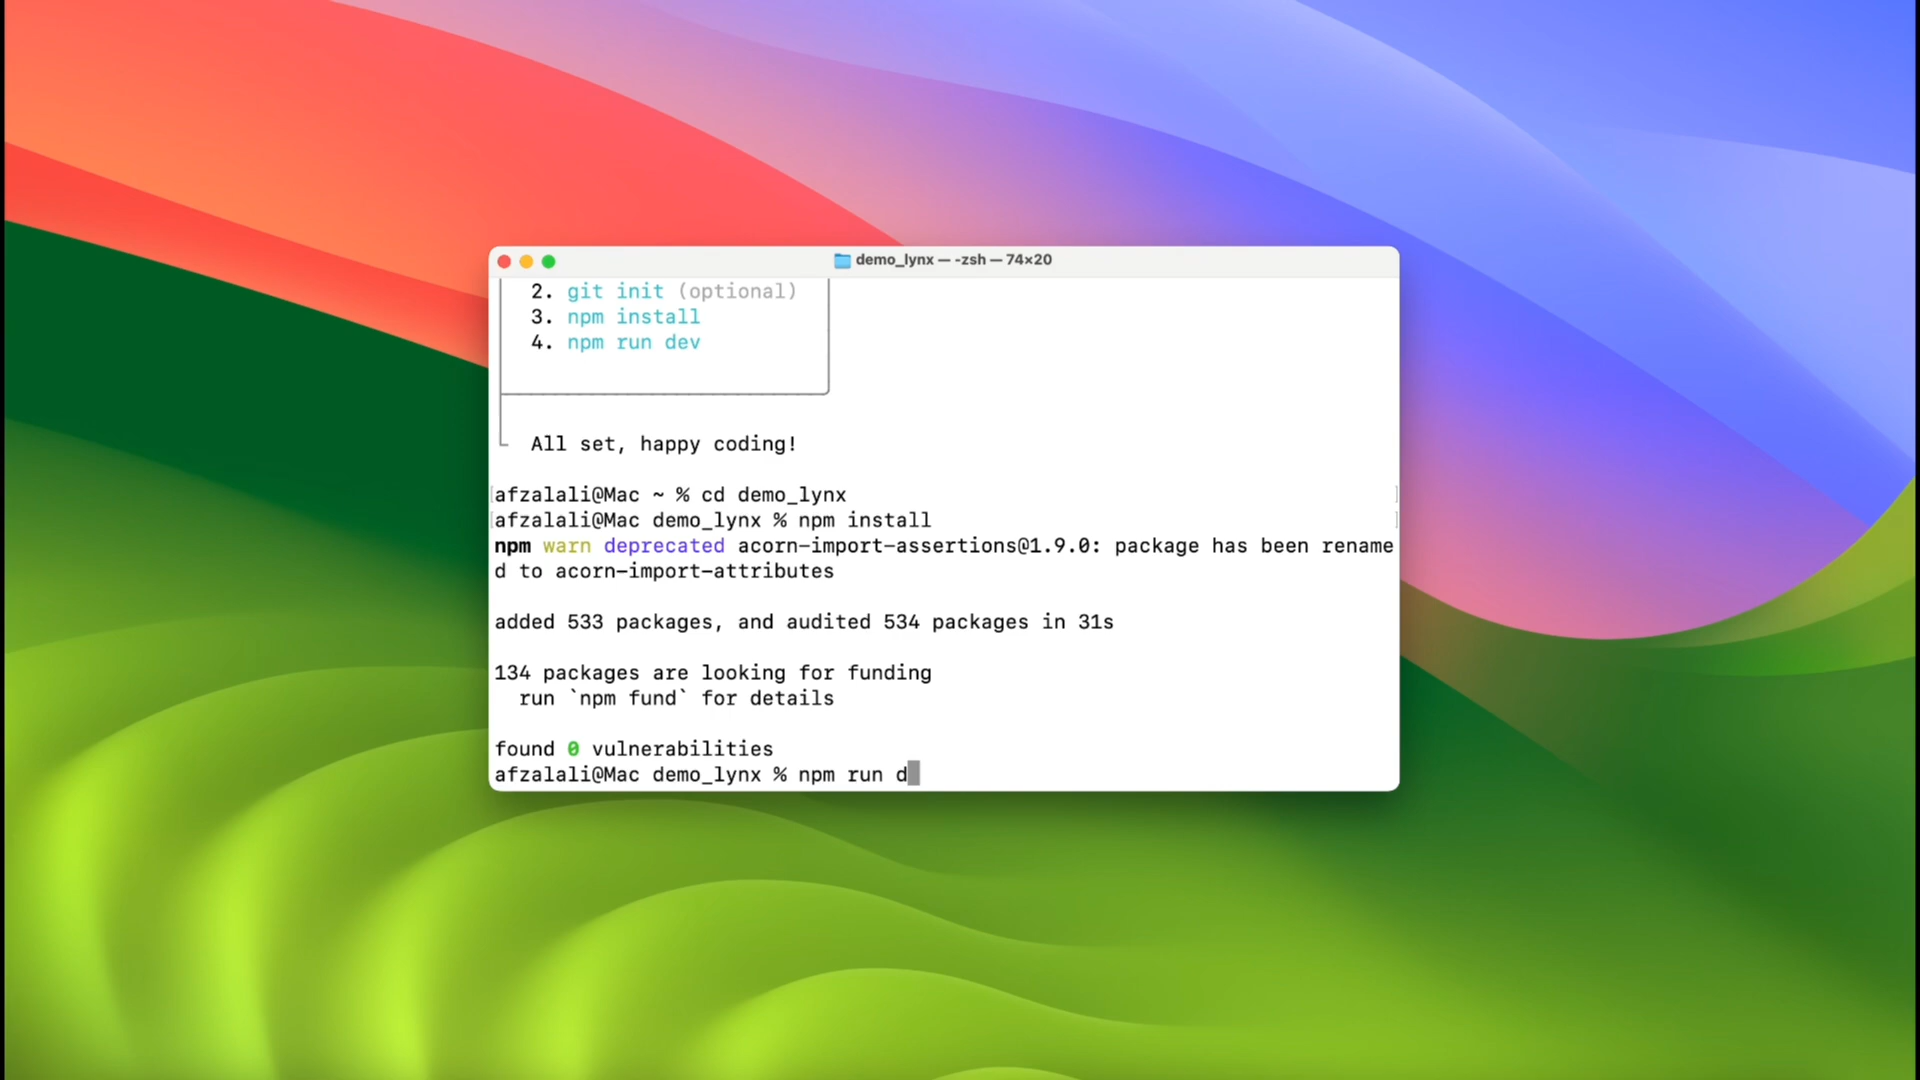 demo_lynx — -zsh — 74×20
2. git init (optional)
3. npm install
4. npm run dev
All set, happy coding!
afzalali@Mac ~ % cd demo_lynx
afzalali@Mac demo_lynx % npm install
npm warn deprecated acorn-import-assertions@1.9.0: package has been rename
d to acorn-import-attributes
added 533 packages, and audited 534 packages in 31s
134 packages are looking for funding
run `npm fund` for details
found 0 vulnerabilities
afzalali@Mac demo_lynx % npm run d